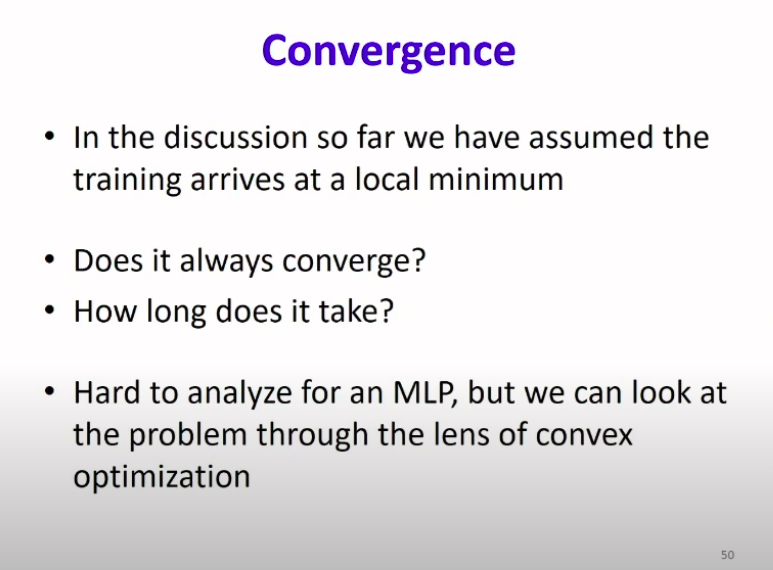 Convergence
• In the discussion so far we have assumed the
training arrives at a local minimum
• Does it always converge?
• How long does it take?
• Hard to analyze for an MLP, but we can look at
the problem through the lens of convex
optimization
50